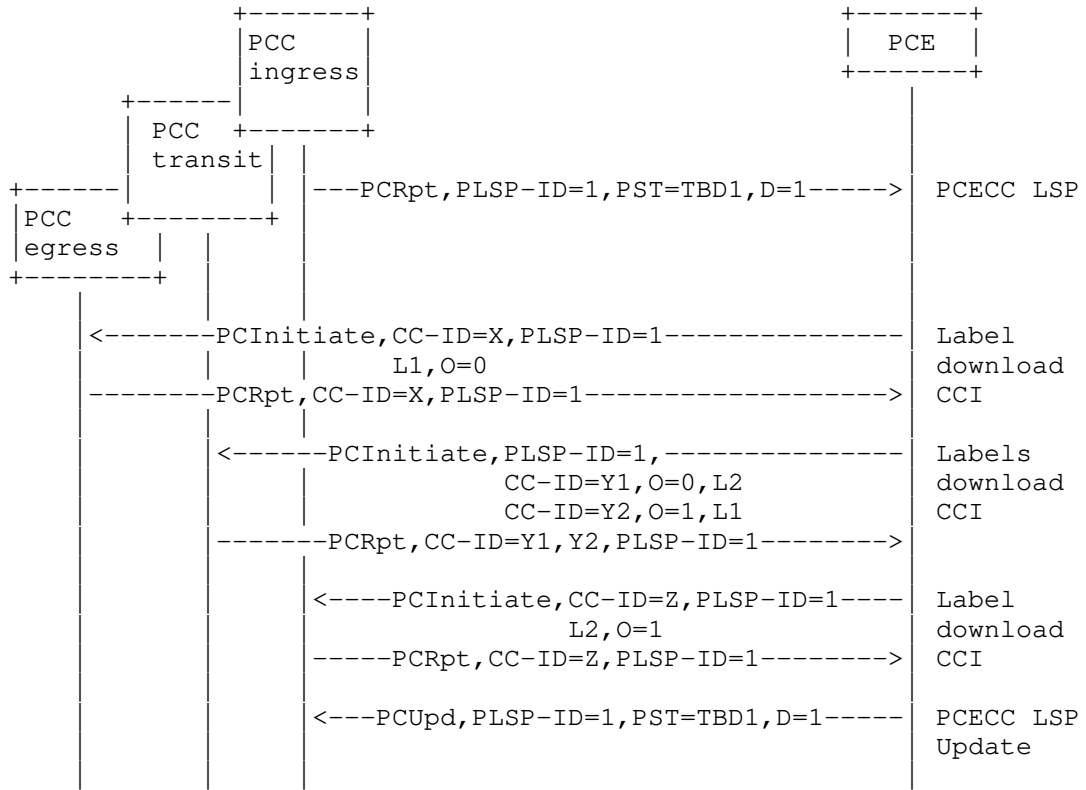 PCC
PCE
ingress
PCC
transit
---PCRpt,PLSP-ID=1,PST=TBD1,D=1-----> PCECC LSP
PCC
egress
<-------PCInitiate,CC-ID=X,PLSP-ID=1--------------- Label
L1,O=0 download
--------PCRpt,CC-ID=X,PLSP-ID=1-------------------> CCI
<------PCInitiate,PLSP-ID=1,--------------- Labels
CC-ID=Y1,O=0,L2 download
CC-ID=Y2,O=1,L1 CCI
-------PCRpt,CC-ID=Y1,Y2,PLSP-ID=1-------->
<----PCInitiate,CC-ID=Z,PLSP-ID=1---- Label
L2,O=1 download
-----PCRpt,CC-ID=Z,PLSP-ID=1--------> CCI
<---PCUpd,PLSP-ID=1,PST=TBD1,D=1----- PCECC LSP
Update